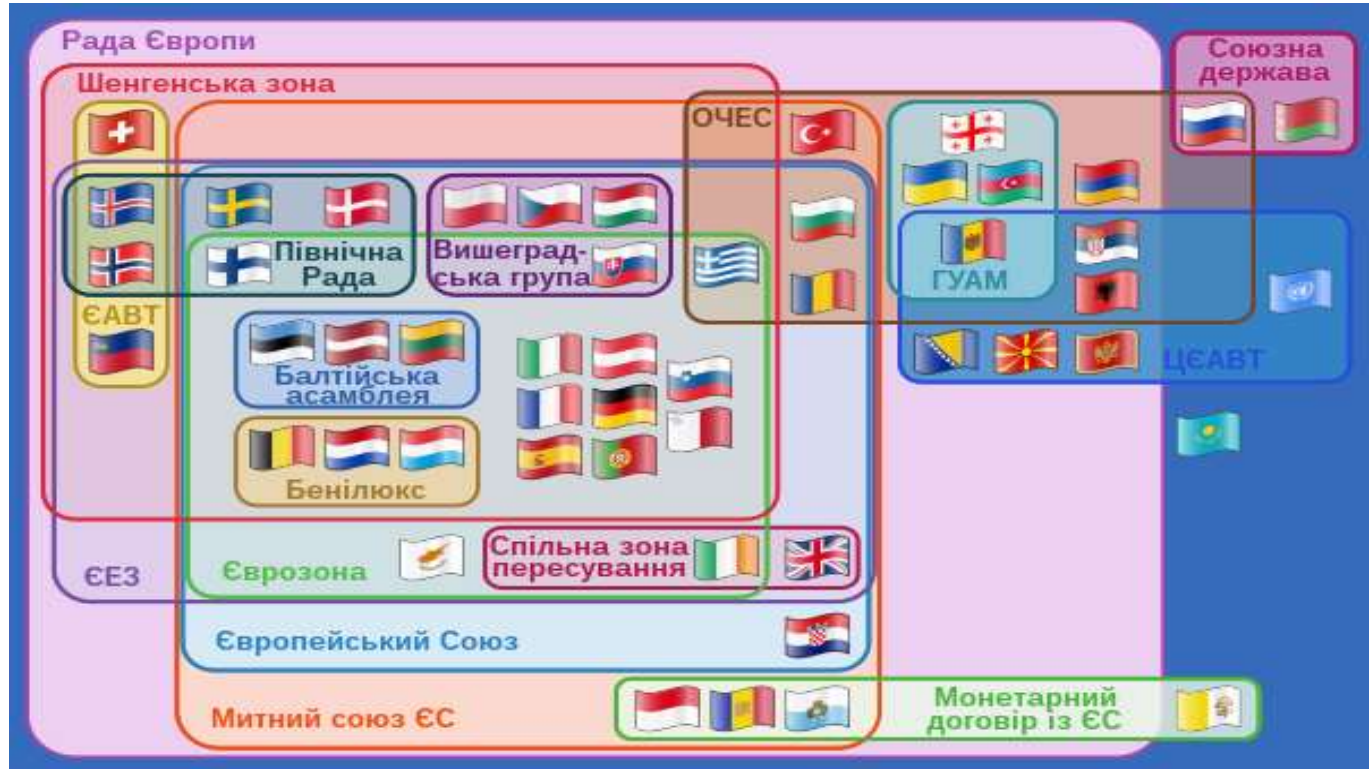 Рада Європи
Союзна
держава
Шенгенська зона
ОЧЕС
Північна
Рада
Вишеград-
ська група
ГУАМ
ЄАВТ
ЦЄАВТ
Балтійська
асамблея
Бенілюкс
Спільна зона
пересування
Єврозона
ЄЕЗ
Європейський Союз
Монетарний
договір із ЄС
Митний союз ЄС